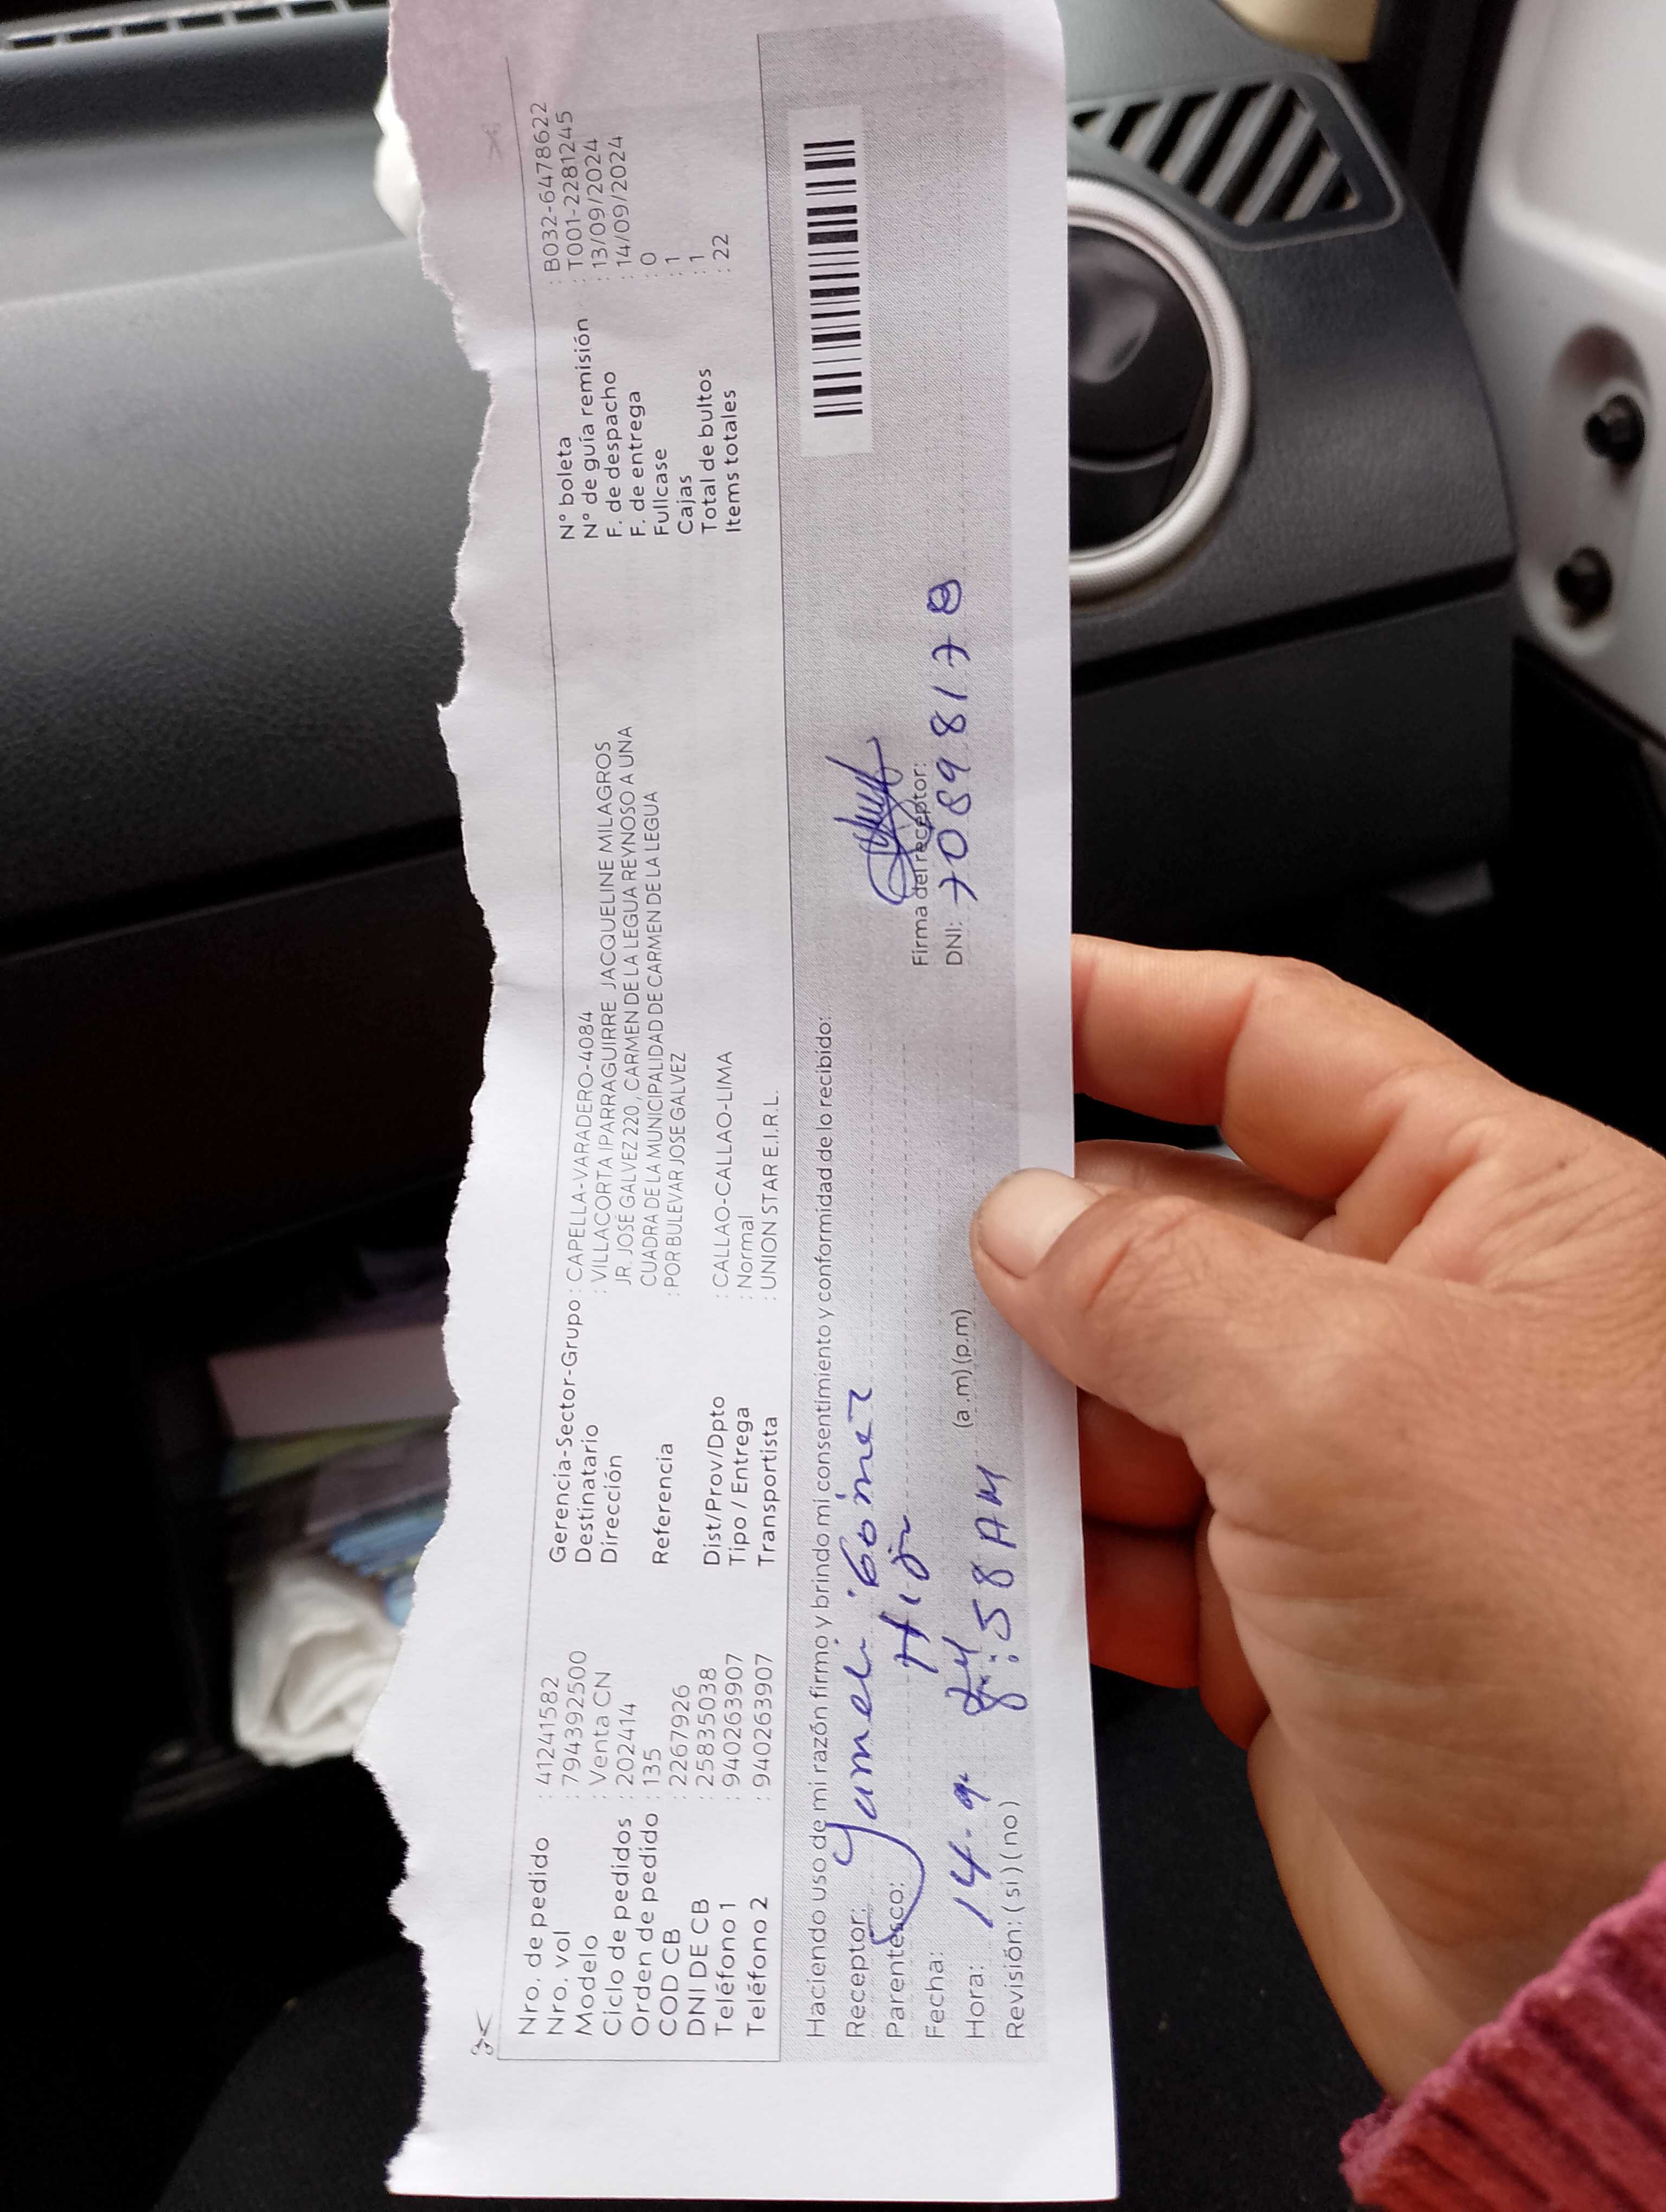 Nro. de pedido : 41241582
Nro. vol : 794392500
Modelo : Venta CN
Ciclo de pedidos : 202414
Orden de pedido : 135
COD CB : 2267926
DNI DE CB : 25835038
Teléfono 1 : 940263907
Teléfono 2 : 940263907
Gerencia-Sector-Grupo : CAPELLA-VARADERO-4084
Destinatario : VILLACORTA IPARRAGUIRRE JACQUELINE MILAGROS
Dirección JR. JOSÉ GALVEZ 220, CARMEN DE LA LEGUA REYNOSO A UNA
CUADRA DE LA MUNICIPALIDAD DE CARMEN DE LA LEGUA
Referencia : POR BULEVAR JOSE GALVEZ
Dist/Prov/Dpto : CALLAO-CALLAO-LIMA
Tipo / Entrega : Normal
Transportista : UNION STAR E.I.R.L.
N° boleta : B032-6478622
N° de guía remisión : T001-2281245
F. de despacho : 13/09/2024
F. de entrega : 14/09/2024
Fullcase : 0
Cajas : 1
Total de bultos : 1
Items totales : 22
Haciendo uso de mi razón firmo y brindo mi consentimiento y conformidad de lo recibido:
Receptor: Yameli Gómez
Parentesco: Hija
Fecha: 14.9.
Hora: 8:58 AM (a.m)(p.m)
Revisión: (si)(no)
Firma del receptor:
DNI: 70898178